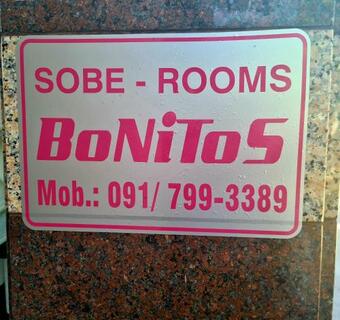 SOBE - ROOMS
BoNiToS
Mob.: 091/ 799-3389